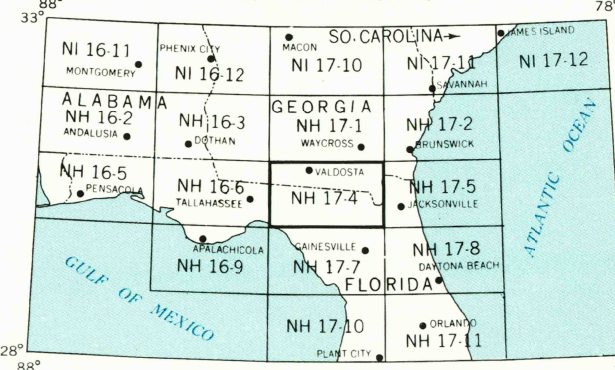 88°
78°
33°
SO. CAROLINA
JAMES ISLAND
NI 16-11
MONTGOMERY
PHENIX CITY
NI 16-12
MACON
NI 17-10
NI 17-11
SAVANNAH
NI 17-12
ALABAMA
GEORGIA
NH 16-2
ANDALUSIA
NH 16-3
DOTHAN
NH 17-1
WAYCROSS
NH 17-2
BRUNSWICK
ATLANTIC OCEAN
NH 16-5
PENSACOLA
NH 16-6
TALLAHASSEE
VALDOSTA
NH 17-4
NH 17-5
JACKSONVILLE
APALACHICOLA
NH 16-9
GAINESVILLE
NH 17-7
NH 17-8
DAYTONA BEACH
FLORIDA
GULF OF MEXICO
NH 17-10
PLANT CITY
ORLANDO
NH 17-11
28°
88°